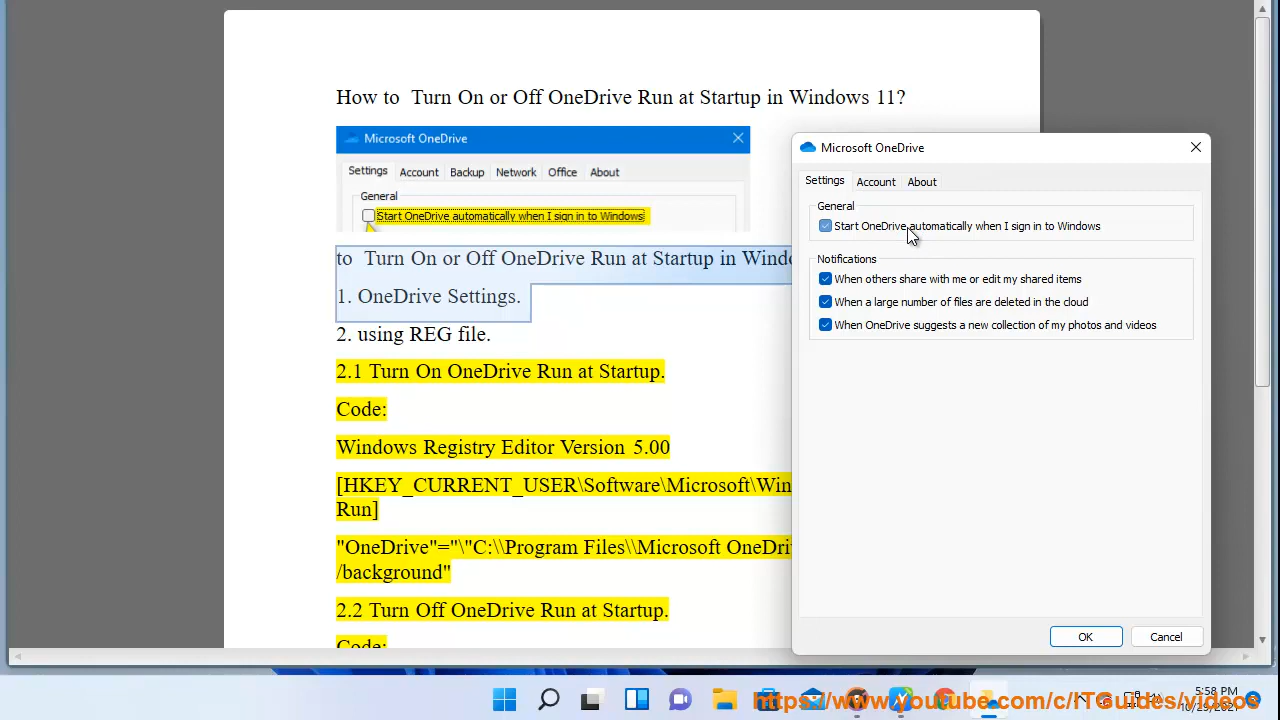 How to  Turn On or Off OneDrive Run at Startup in Windows 11?
Microsoft OneDrive
Settings Account Backup Network Office About
General
Start OneDrive automatically when I sign in to Windows
to  Turn On or Off OneDrive Run at Startup in
1. OneDrive Settings.
2. using REG file.
2.1 Turn On OneDrive Run at Startup.
Code:
Windows Registry Editor Version 5.00
[HKEY_CURRENT_USER\Software\Microsoft\Win
Run]
"OneDrive"="\"C:\\Program Files\\Microsoft OneDri
/background"
2.2 Turn Off OneDrive Run at Startup.
Code:
Microsoft OneDrive
Settings Account About
General
Start OneDrive automatically when I sign in to Windows
Notifications
When others share with me or edit my shared items
When a large number of files are deleted in the cloud
When OneDrive suggests a new collection of my photos and videos
OK Cancel
5:58 PM
https://www.youtube.com/c/ITGuides/videos